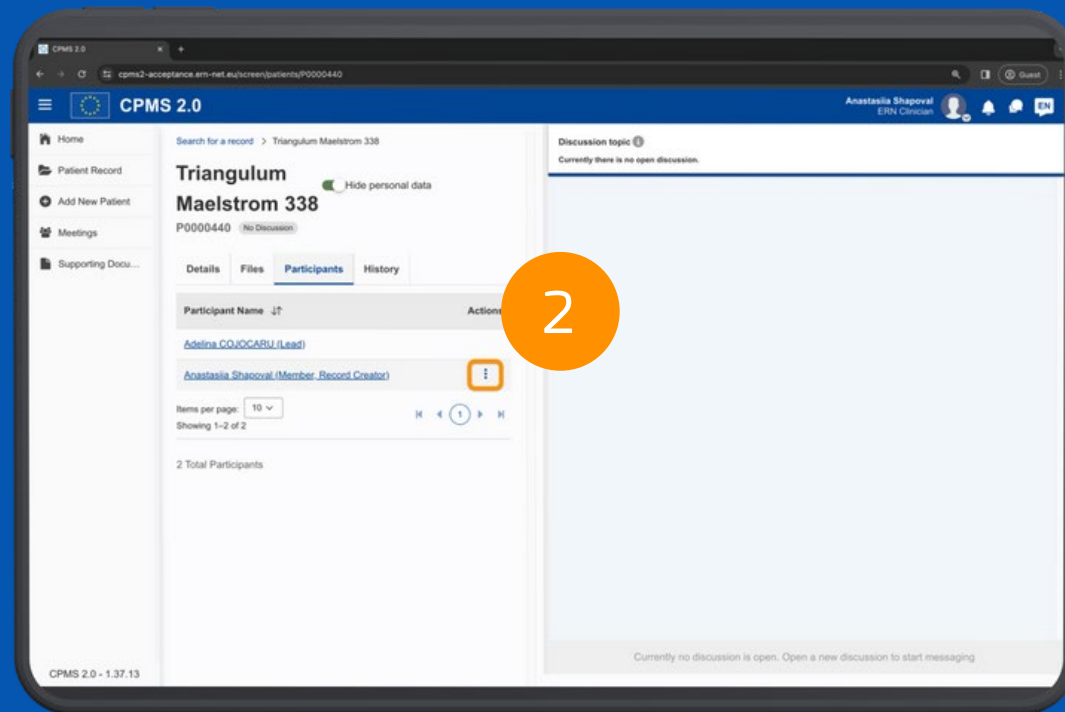 CPMS 2.0
cpms2-acceptance.ern-net.eu/screen/patients/P0000440
Guest
CPMS 2.0
Anastasiia Shapoval
ERN Clinician
EN
Home
Patient Record
Add New Patient
Meetings
Supporting Docu...
Search for a record > Triangulum Maelstrom 338
Triangulum
Maelstrom 338
Hide personal data
P0000440 No Discussion
Details Files Participants History
Participant Name Actions
Adelina COJOCARU (Lead)
Anastasiia Shapoval (Member, Record Creator)
Items per page: 10
1
Showing 1–2 of 2
2 Total Participants
2
Discussion topic
Currently there is no open discussion.
Currently no discussion is open. Open a new discussion to start messaging
CPMS 2.0 - 1.37.13